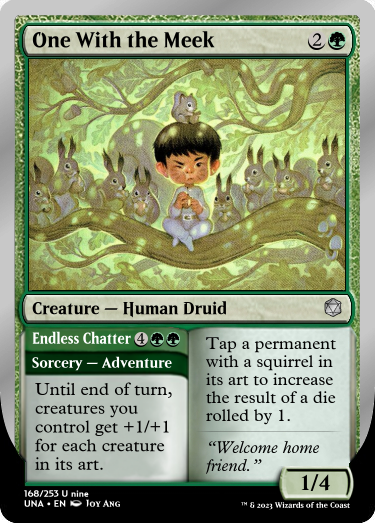 One With the Meek 2
Creature — Human Druid
Endless Chatter 4
Sorcery — Adventure
Until end of turn,
creatures you
control get +1/+1
for each creature
in its art.
Tap a permanent
with a squirrel in
its art to increase
the result of a die
rolled by 1.
“Welcome home
friend.”
1/4
168/253 U nine
UNA • EN Joy Ang
™ & © 2023 Wizards of the Coast